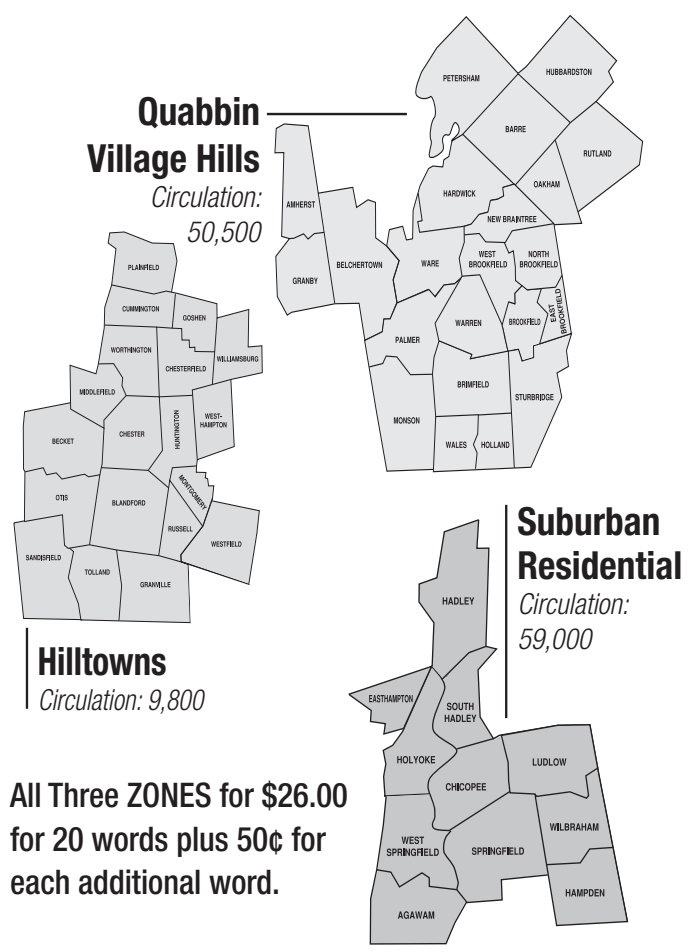 Quabbin
Village Hills
Circulation:
50,500
PETERSHAM
HUBBARDSTON
BARRE
RUTLAND
HARDWICK
OAKHAM
NEW BRAINTREE
AMHERST
GRANBY
BELCHERTOWN
WARE
WEST
BROOKFIELD
NORTH
BROOKFIELD
WARREN
BROOKFIELD
EAST
BROOKFIELD
PALMER
BRIMFIELD
STURBRIDGE
MONSON
WALES
HOLLAND
PLAINFIELD
CUMMINGTON
GOSHEN
WORTHINGTON
CHESTERFIELD
WILLIAMSBURG
MIDDLEFIELD
BECKET
CHESTER
HUNTINGTON
WEST-
HAMPTON
OTIS
BLANDFORD
MONTGOMERY
RUSSELL
WESTFIELD
SANDISFIELD
TOLLAND
GRANVILLE
Hilltowns
Circulation: 9,800
Suburban
Residential
Circulation:
59,000
HADLEY
EASTHAMPTON
SOUTH
HADLEY
HOLYOKE
CHICOPEE
LUDLOW
WEST
SPRINGFIELD
SPRINGFIELD
WILBRAHAM
AGAWAM
HAMPDEN
All Three ZONES for $26.00
for 20 words plus 50¢ for
each additional word.